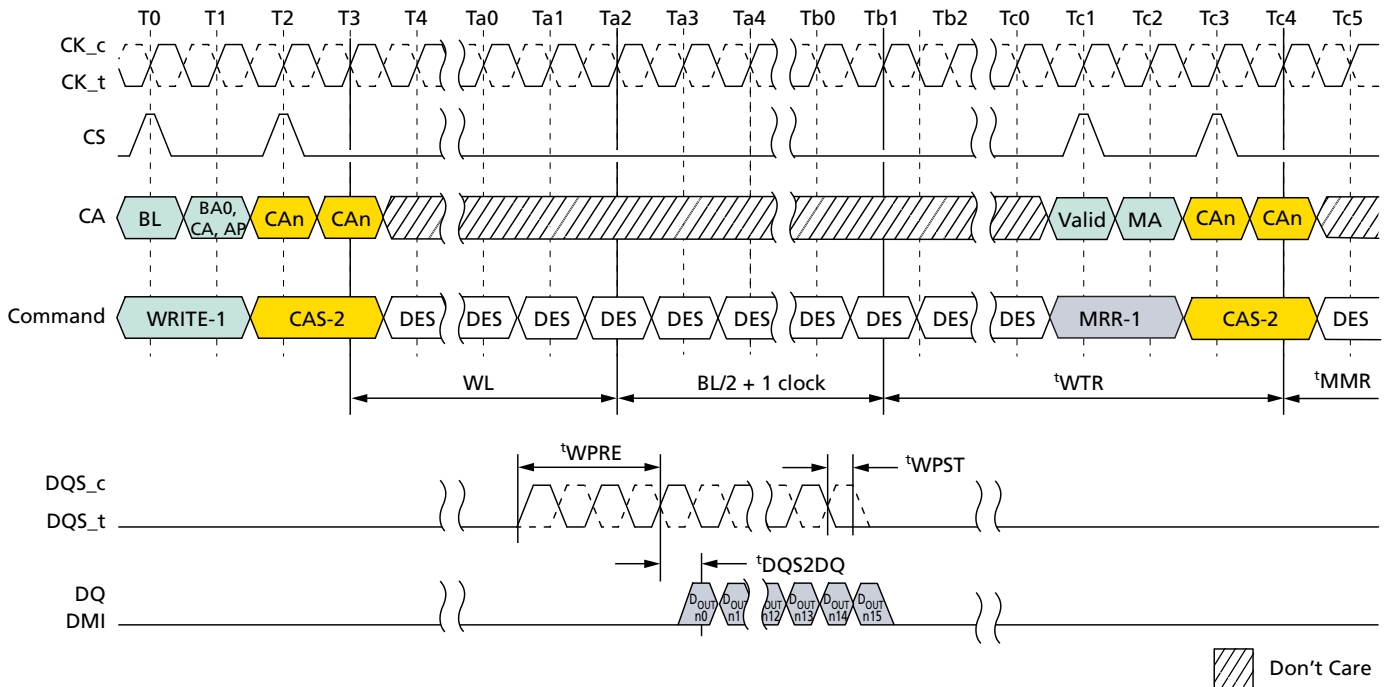 T0 T1 T2 T3 T4 Ta0 Ta1 Ta2 Ta3 Ta4 Tb0 Tb1 Tb2 Tc0 Tc1 Tc2 Tc3 Tc4 Tc5
CK_c
CK_t
CS
CA BL BA0, CA, AP CAn CAn Valid MA CAn CAn
Command WRITE-1 CAS-2 DES DES DES DES DES DES DES DES DES DES MRR-1 CAS-2 DES
WL BL/2 + 1 clock tWTR tMMR
tWPRE tWPST
DQS_c
DQS_t
tDQS2DQ
DQ
DMI
DOUT n0 DOUT n1 DOUT n12 DOUT n13 DOUT n14 DOUT n15
Don't Care